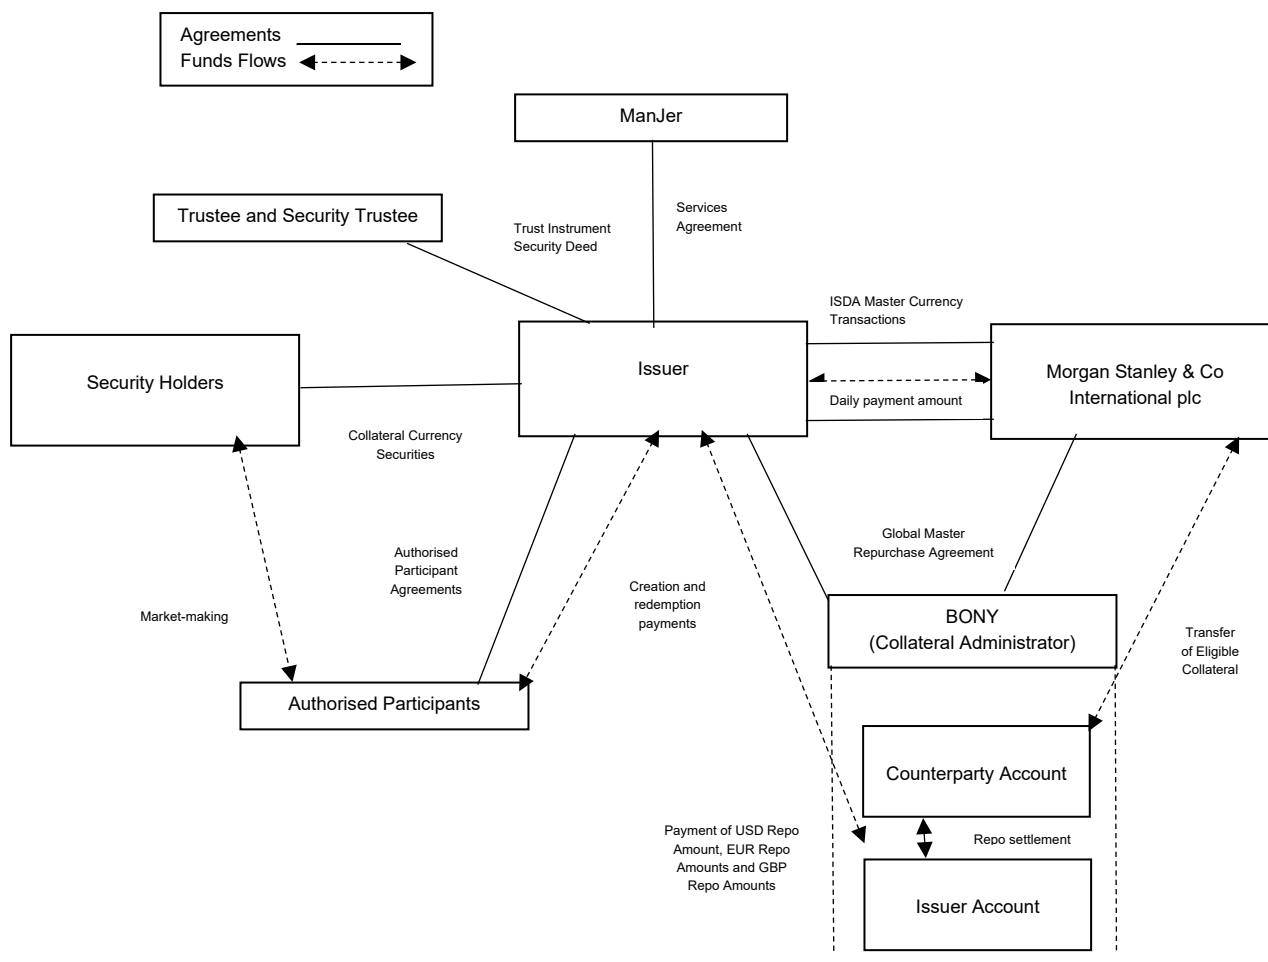 Agreements
Funds Flows
ManJer
Trustee and Security Trustee
Trust Instrument
Security Deed
Services
Agreement
ISDA Master Currency
Transactions
Security Holders
Issuer
Morgan Stanley & Co
International plc
Daily payment amount
Collateral Currency
Securities
Authorised
Participant
Agreements
Global Master
Repurchase Agreement
Market-making
Creation and
redemption
payments
BONY
(Collateral Administrator)
Transfer
of Eligible
Collateral
Authorised Participants
Counterparty Account
Payment of USD Repo
Amount, EUR Repo
Amounts and GBP
Repo Amounts
Repo settlement
Issuer Account